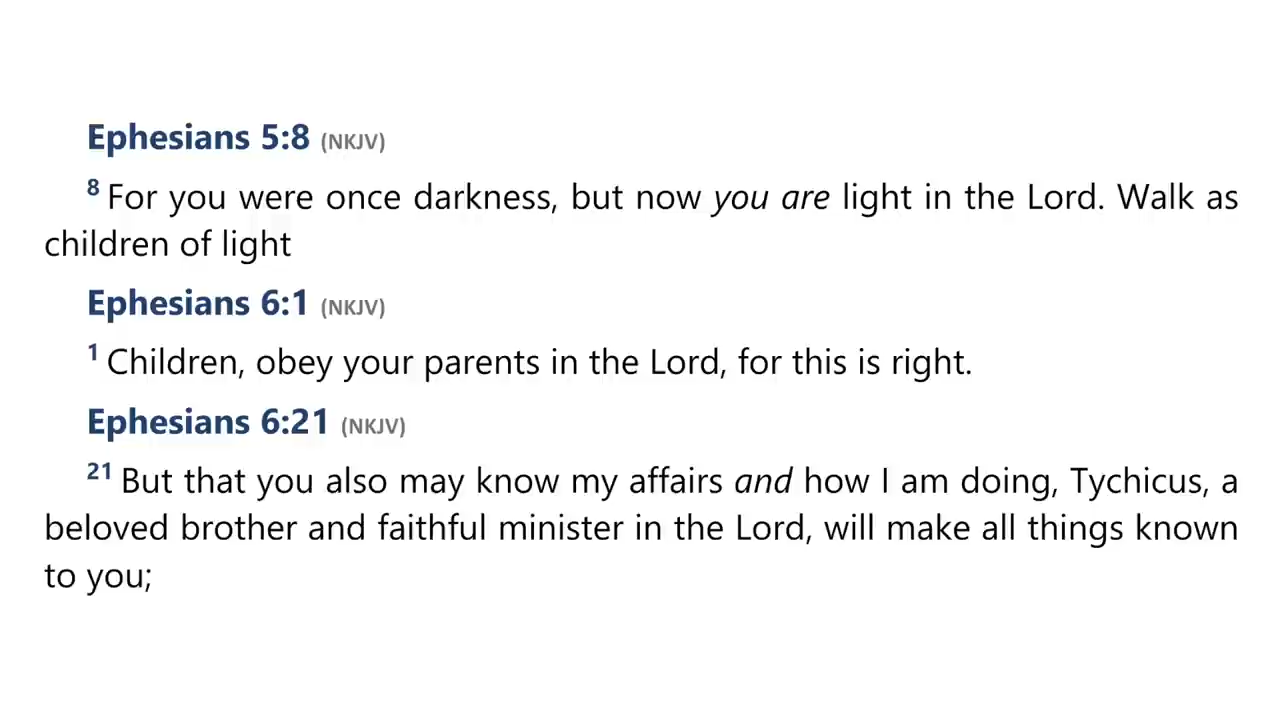 Ephesians 5:8 (NKJV)
8 For you were once darkness, but now you are light in the Lord. Walk as
children of light
Ephesians 6:1 (NKJV)
1 Children, obey your parents in the Lord, for this is right.
Ephesians 6:21 (NKJV)
21 But that you also may know my affairs and how I am doing, Tychicus, a
beloved brother and faithful minister in the Lord, will make all things known
to you;